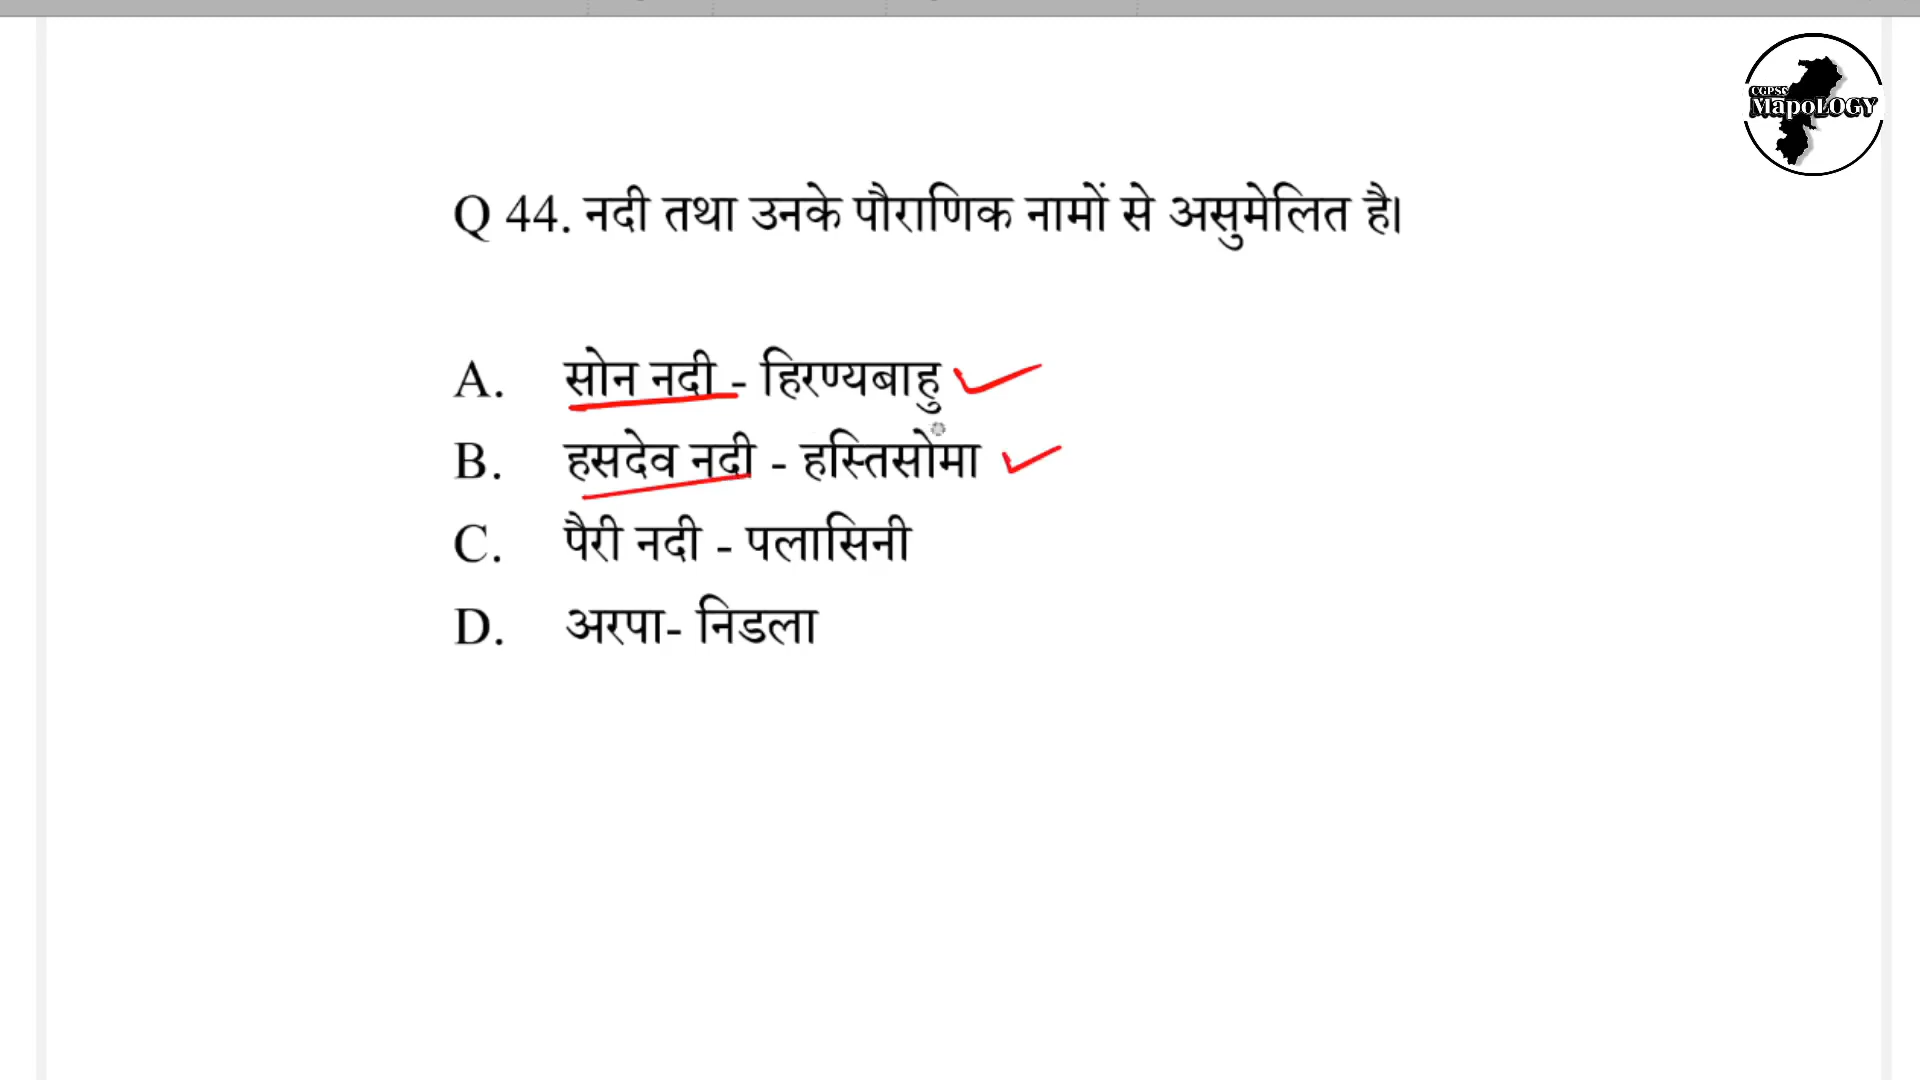 CGPSC
MapoLOGY
Q 44. नदी तथा उनके पौराणिक नामों से असुमेलित है।
A. सोन नदी - हिरण्यबाहु
B. हसदेव नदी - हस्तिसोमा
C. पैरी नदी - पलासिनी
D. अरपा- निडला